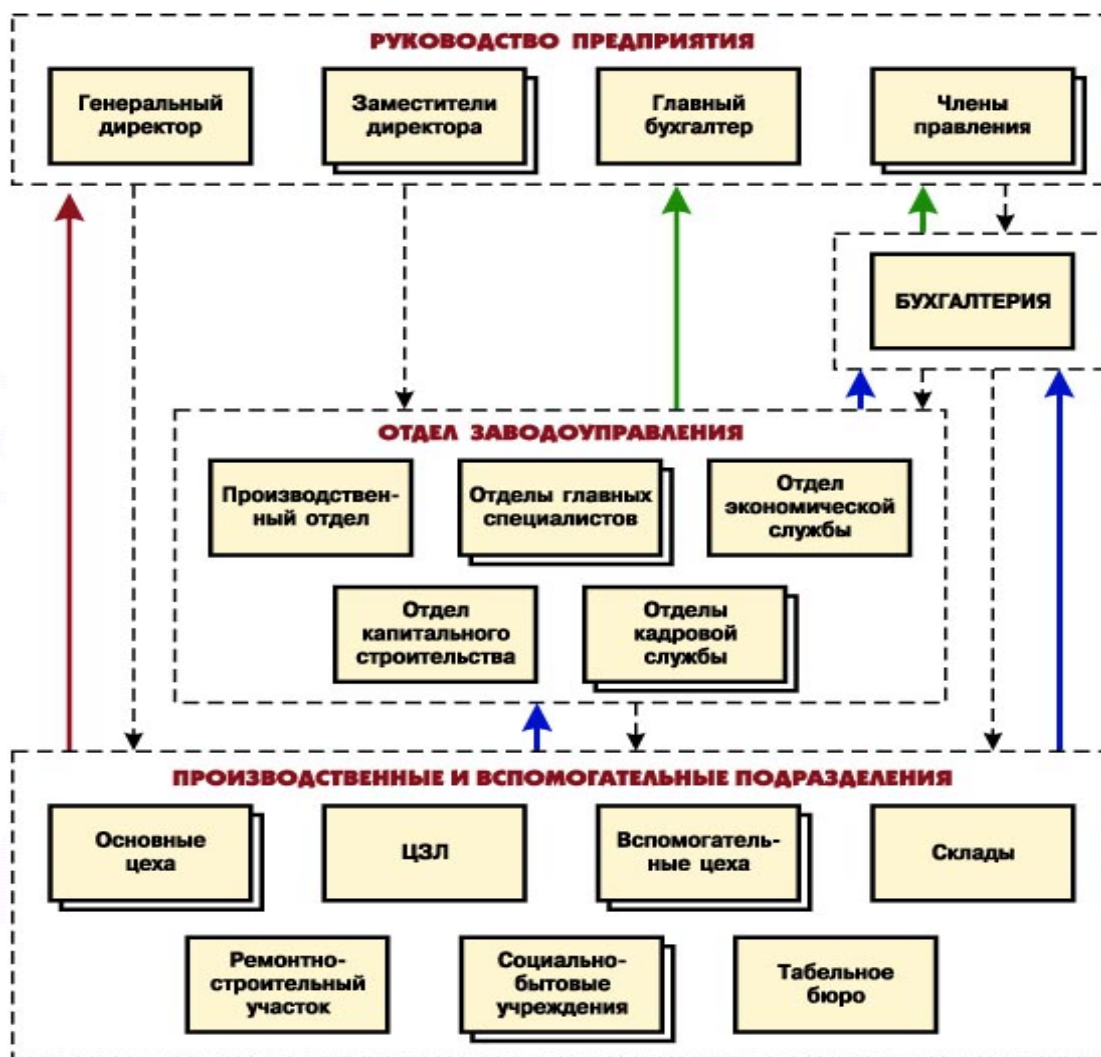 РУКОВОДСТВО ПРЕДПРИЯТИЯ
Генеральный
директор
Заместители
директора
Главный
бухгалтер
Члены
правления
БУХГАЛТЕРИЯ
ОТДЕЛ ЗАВОДОУПРАВЛЕНИЯ
Производствен-
ный отдел
Отделы главных
специалистов
Отдел
экономической
службы
Отдел
капитального
строительства
Отделы
кадровой
службы
ПРОИЗВОДСТВЕННЫЕ И ВСПОМОГАТЕЛЬНЫЕ ПОДРАЗДЕЛЕНИЯ
Основные
цеха
ЦЗЛ
Вспомогатель-
ные цеха
Склады
Ремонтно-
строительный
участок
Социально-
бытовые
учреждения
Табельное
бюро